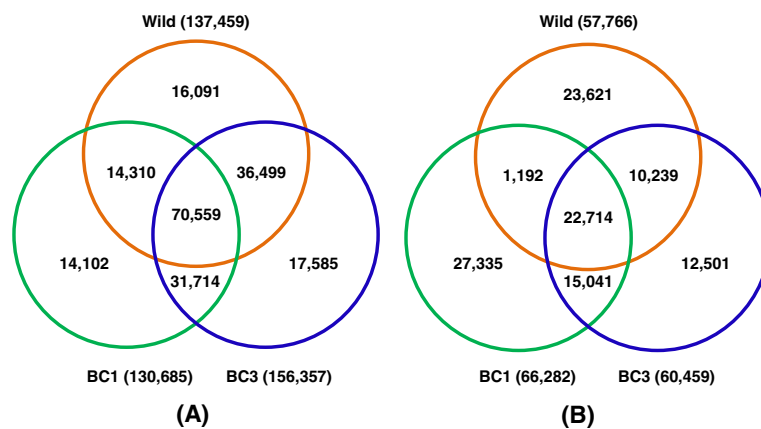 Wild (137,459)
16,091
14,310
36,499
70,559
14,102
31,714
17,585
BC1 (130,685)
BC3 (156,357)
(A)
Wild (57,766)
23,621
1,192
10,239
22,714
27,335
15,041
12,501
BC1 (66,282)
BC3 (60,459)
(B)